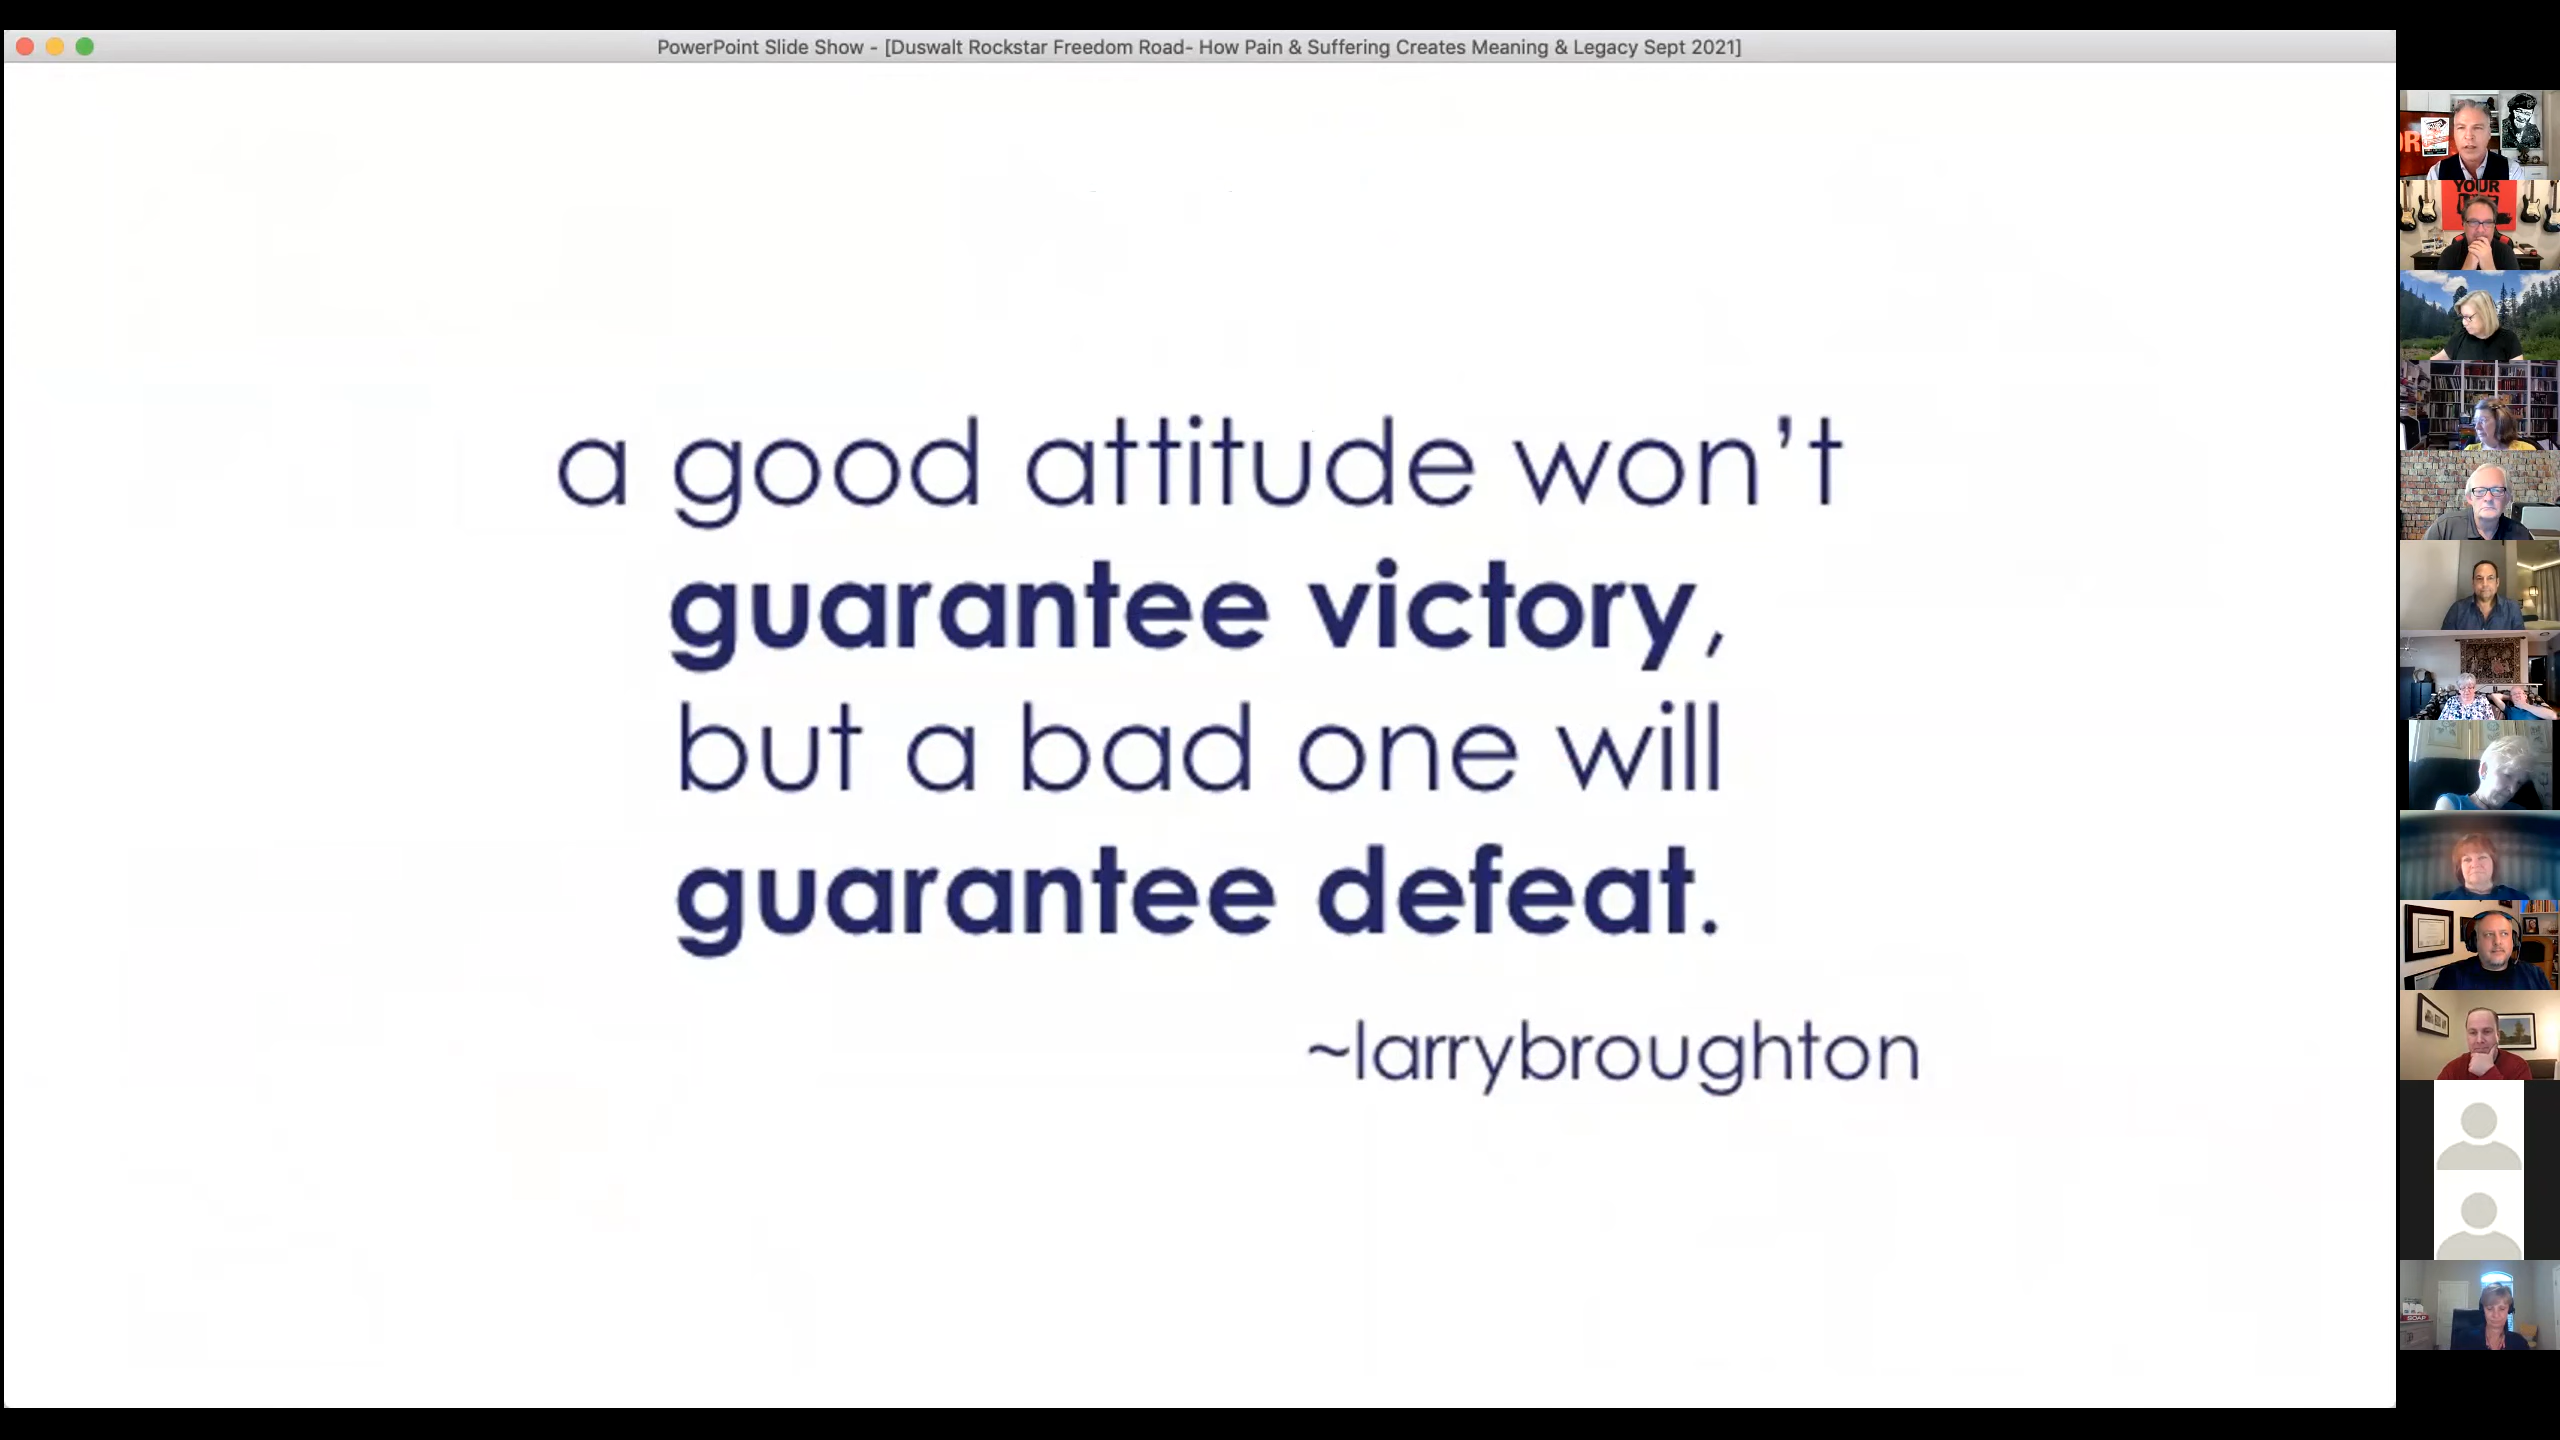 PowerPoint Slide Show - [Duswalt Rockstar Freedom Road- How Pain & Suffering Creates Meaning & Legacy Sept 2021]
a good attitude won’t
guarantee victory,
but a bad one will
guarantee defeat.
~larrybroughton
YOUR
SOAP